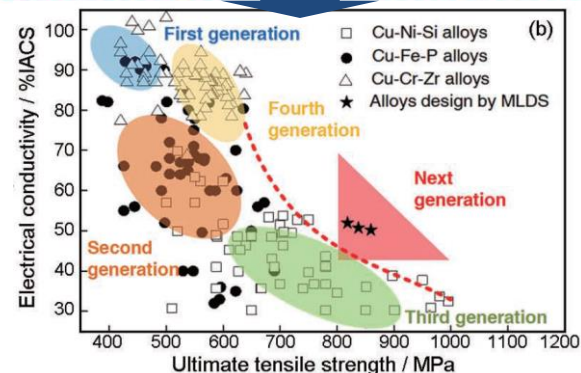 (b)
First generation
Cu-Ni-Si alloys
Cu-Fe-P alloys
Cu-Cr-Zr alloys
Alloys design by MLDS
Fourth
generation
Next
generation
Second
generation
Third generation
Electrical conductivity / %IACS
100
90
80
70
60
50
40
30
400 500 600 700 800 900 1000 1100 1200
Ultimate tensile strength / MPa